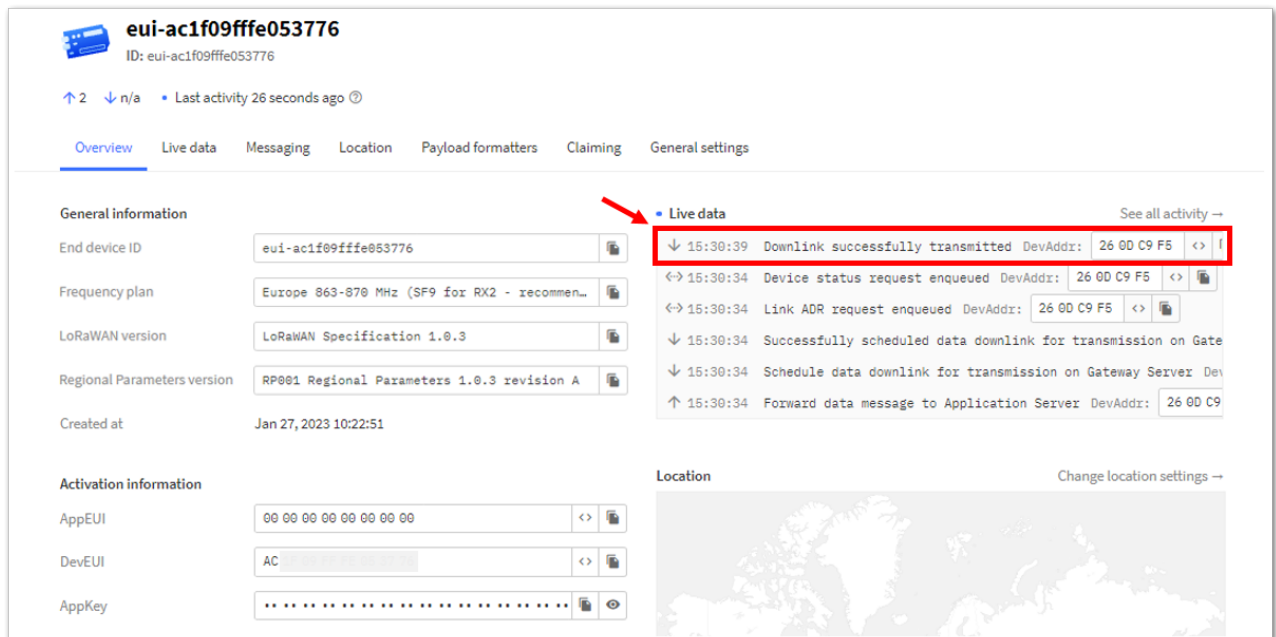 eui-ac1f09fffe053776
ID: eui-ac1f09fffe053776
2 n/a • Last activity 26 seconds ago
Overview Live data Messaging Location Payload formatters Claiming General settings
General information
End device ID eui-ac1f09fffe053776
Frequency plan Europe 863-870 MHz (SF9 for RX2 - recommen…
LoRaWAN version LoRaWAN Specification 1.0.3
Regional Parameters version RP001 Regional Parameters 1.0.3 revision A
Created at Jan 27, 2023 10:22:51
Activation information
AppEUI 00 00 00 00 00 00 00 00
DevEUI AC
AppKey •• •• •• •• •• •• •• •• •• •• •• •• •• •• •• ••
• Live data See all activity →
↓ 15:30:39 Downlink successfully transmitted DevAddr: 26 0D C9 F5 <>
15:30:34 Device status request enqueued DevAddr: 26 0D C9 F5 <>
15:30:34 Link ADR request enqueued DevAddr: 26 0D C9 F5 <>
↓ 15:30:34 Successfully scheduled data downlink for transmission on Gate
↓ 15:30:34 Schedule data downlink for transmission on Gateway Server Dev
↑ 15:30:34 Forward data message to Application Server DevAddr: 26 0D C9
Location Change location settings →